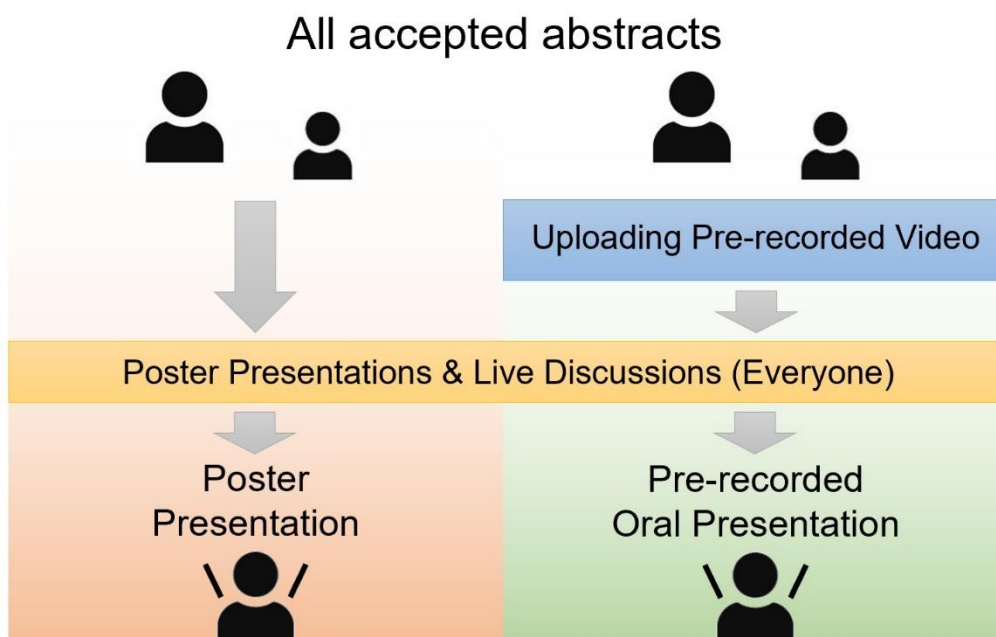 All accepted abstracts
Uploading Pre-recorded Video
Poster Presentations & Live Discussions (Everyone)
Poster
Presentation
Pre-recorded
Oral Presentation